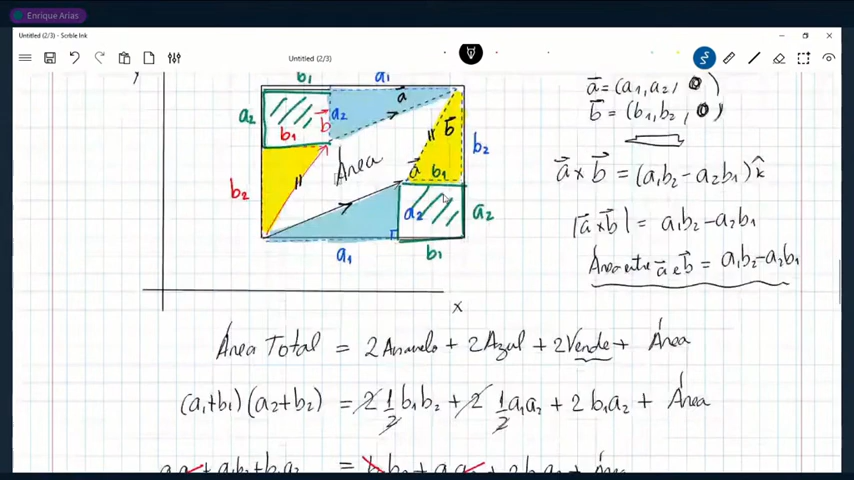 Enrique Arias
Untitled (2/3) - Scrble Ink
Untitled (2/3)
y
b₁ a₁
a₂ b₁ b⃗ a₂ a⃗
b₂ Área b⃗ b₂
a⃗ b₁
a₂ a₂
a₁ b₁
x
a⃗ = (a₁, a₂, 0)
b⃗ = (b₁, b₂, 0)
a⃗ × b⃗ = (a₁b₂ - a₂b₁) k̂
|a⃗ × b⃗| = a₁b₂ - a₂b₁
Área entre a⃗ e b⃗ = a₁b₂ - a₂b₁
Área Total = 2 Amarelo + 2 Azul + 2 Verde + Área
(a₁+b₁)(a₂+b₂) = 2 1/2 b₁b₂ + 2 1/2 a₁a₂ + 2 b₁a₂ + Área